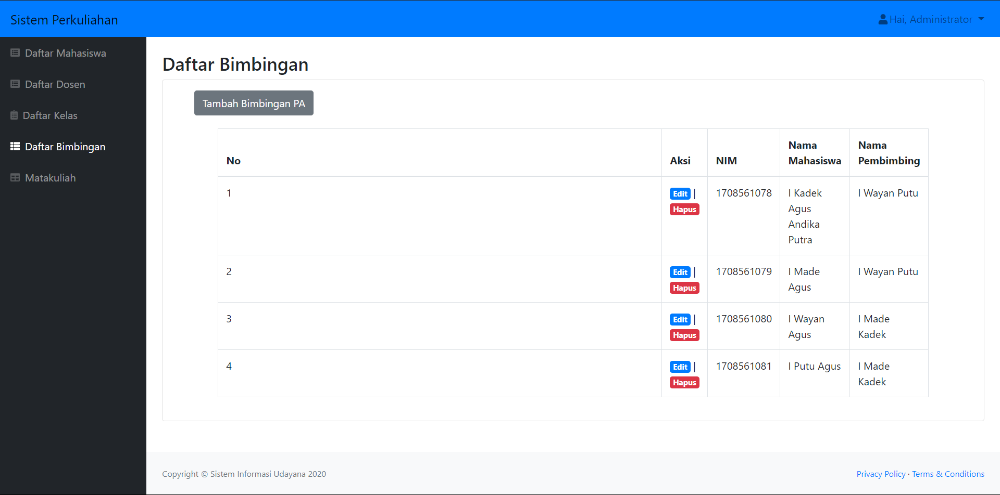 Sistem Perkuliahan
Hai, Administrator
Daftar Mahasiswa
Daftar Dosen
Daftar Kelas
Daftar Bimbingan
Matakuliah
Daftar Bimbingan
Tambah Bimbingan PA
No Aksi NIM Nama Mahasiswa Nama Pembimbing
1 Edit | Hapus 1708561078 I Kadek Agus Andika Putra I Wayan Putu
2 Edit | Hapus 1708561079 I Made Agus I Wayan Putu
3 Edit | Hapus 1708561080 I Wayan Agus I Made Kadek
4 Edit | Hapus 1708561081 I Putu Agus I Made Kadek
Copyright © Sistem Informasi Udayana 2020
Privacy Policy · Terms & Conditions